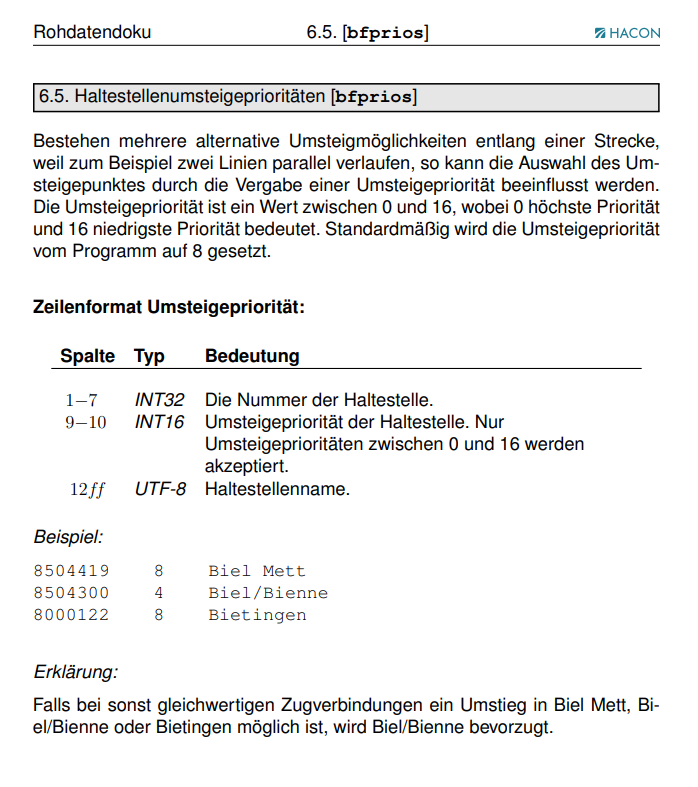 Rohdatendoku 6.5. [bfprios] HACON
6.5. Haltestellenumsteigeprioritäten [bfprios]
Bestehen mehrere alternative Umsteigmöglichkeiten entlang einer Strecke,
weil zum Beispiel zwei Linien parallel verlaufen, so kann die Auswahl des Um-
steigepunktes durch die Vergabe einer Umsteigepriorität beeinflusst werden.
Die Umsteigepriorität ist ein Wert zwischen 0 und 16, wobei 0 höchste Priorität
und 16 niedrigste Priorität bedeutet. Standardmäßig wird die Umsteigepriorität
vom Programm auf 8 gesetzt.
Zeilenformat Umsteigepriorität:
Spalte Typ Bedeutung
1−7 INT32 Die Nummer der Haltestelle.
9−10 INT16 Umsteigepriorität der Haltestelle. Nur
Umsteigeprioritäten zwischen 0 und 16 werden
akzeptiert.
12ff UTF-8 Haltestellenname.
Beispiel:
8504419 8 Biel Mett
8504300 4 Biel/Bienne
8000122 8 Bietingen
Erklärung:
Falls bei sonst gleichwertigen Zugverbindungen ein Umstieg in Biel Mett, Bi-
el/Bienne oder Bietingen möglich ist, wird Biel/Bienne bevorzugt.